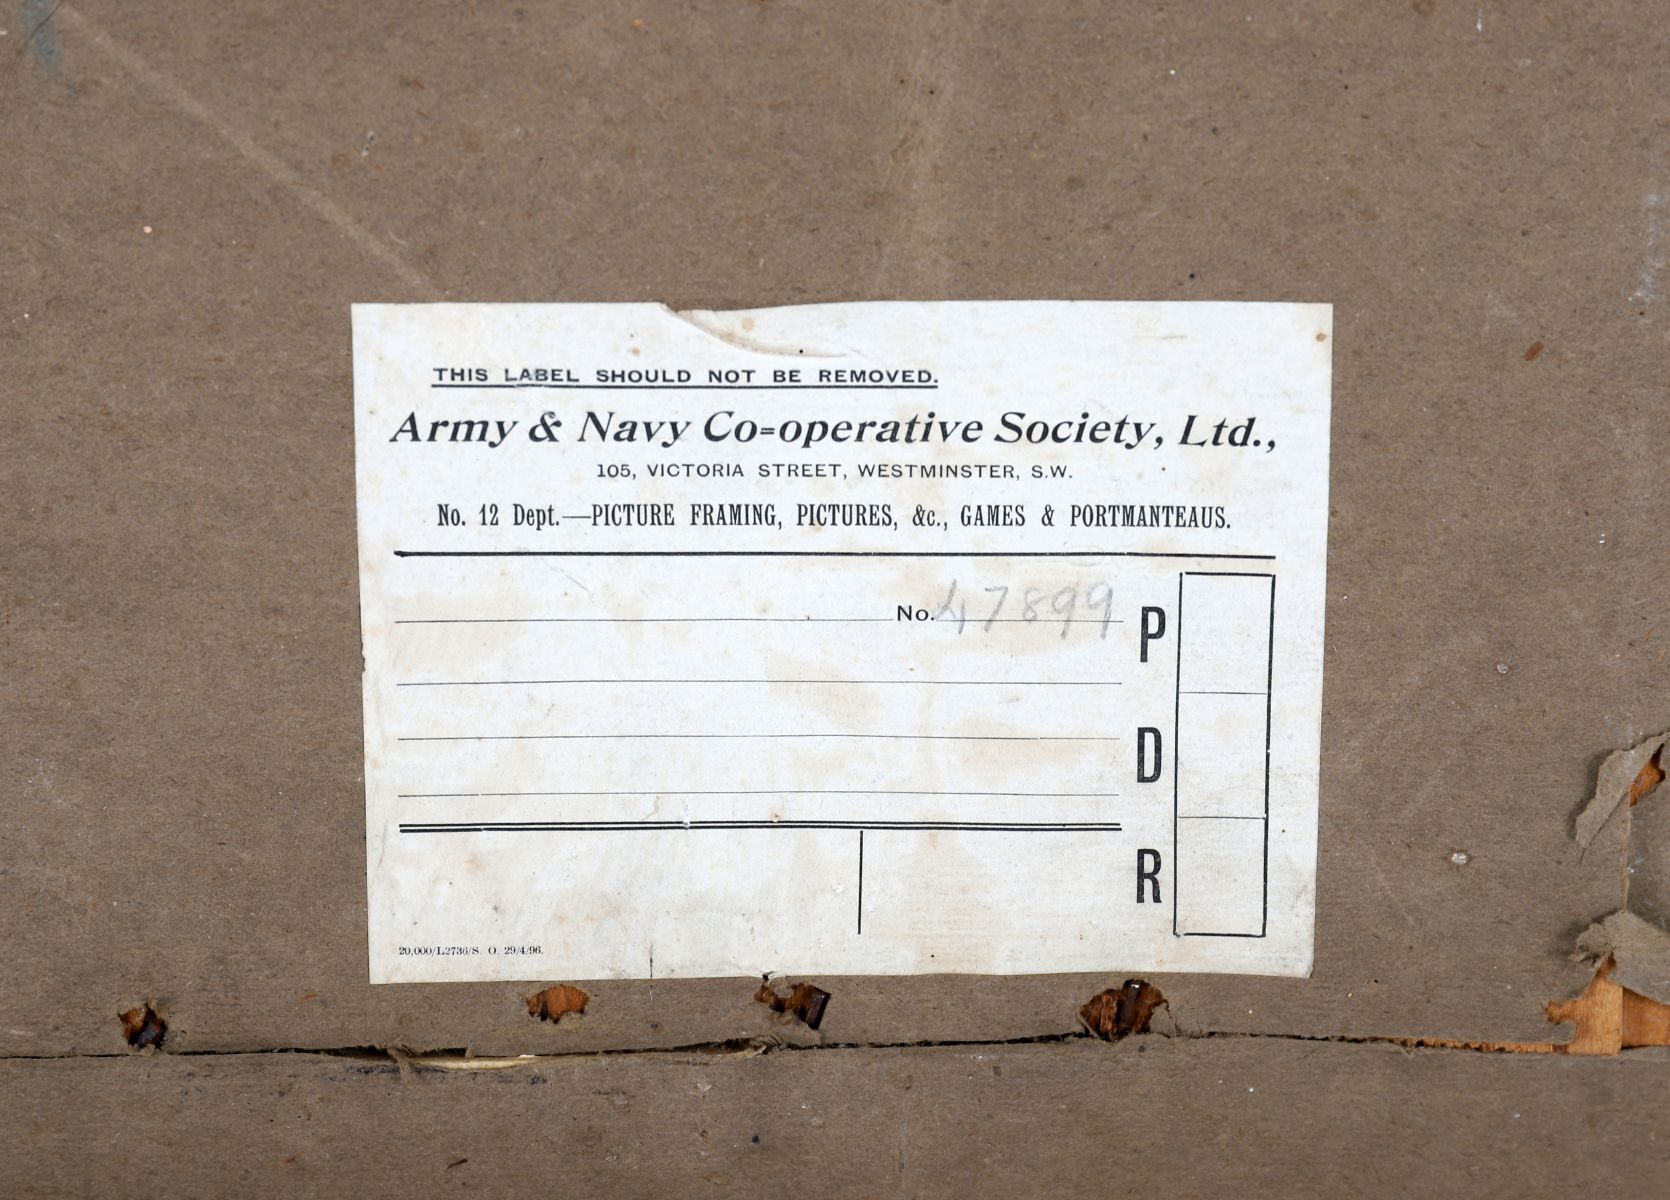 THIS LABEL SHOULD NOT BE REMOVED.
Army & Navy Co=operative Society, Ltd.,
105, VICTORIA STREET, WESTMINSTER, S.W.
No. 12 Dept.—PICTURE FRAMING, PICTURES, &c., GAMES & PORTMANTEAUS.
No. 47899
P
D
R
20,000/L2736/S. O. 29/4/96.